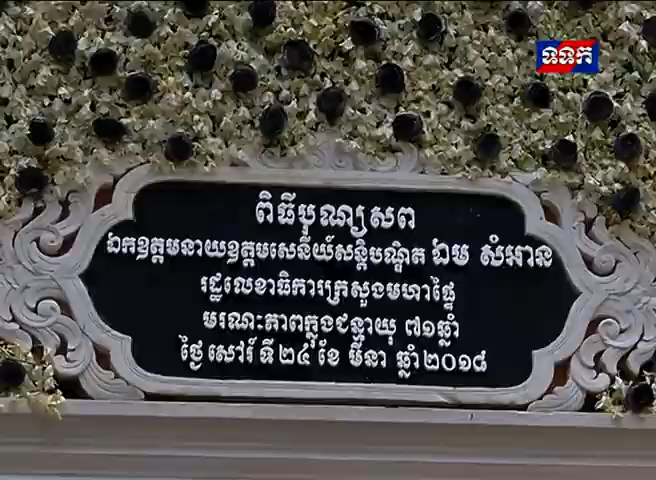 ទទក
ពិធីបុណ្យសព
ឯកឧត្តមនាយឧត្តមសេនីយ៍សន្តិបណ្ឌិត ឯម សំអាន
រដ្ឋលេខាធិការក្រសួងមហាផ្ទៃ
មរណៈភាពក្នុងជន្មាយុ ៧១ឆ្នាំ
ថ្ងៃ សៅរ៍ ទី ២៤ ខែ មីនា ឆ្នាំ ២០១៨